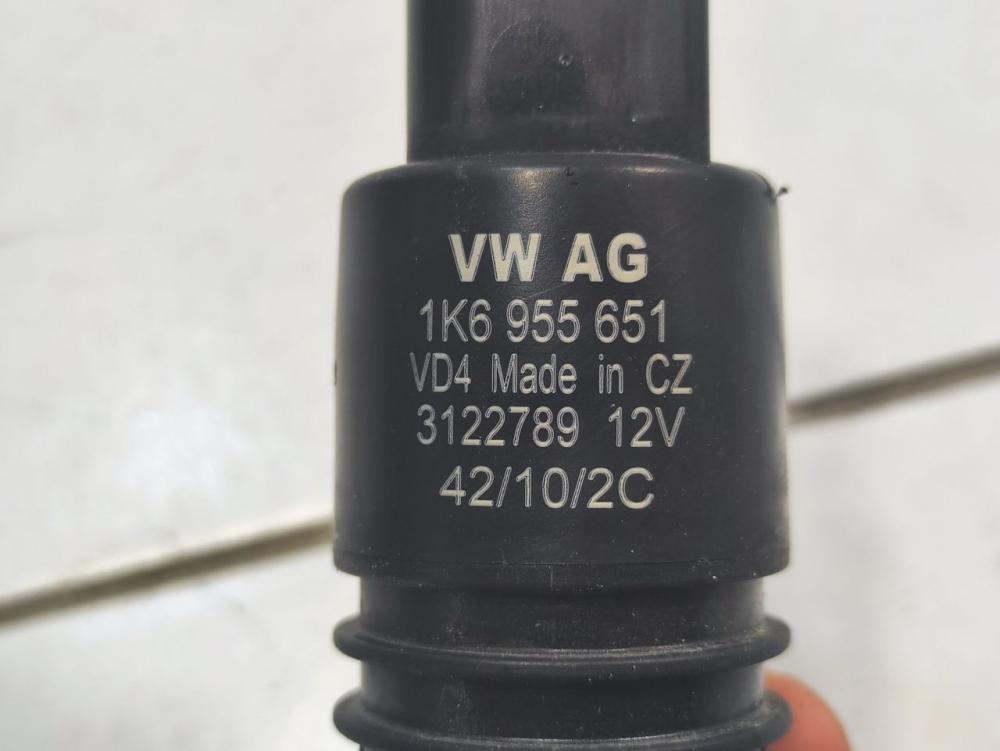 VW AG
1K6 955 651
VD4 Made in CZ
3122789 12V
42/10/2C